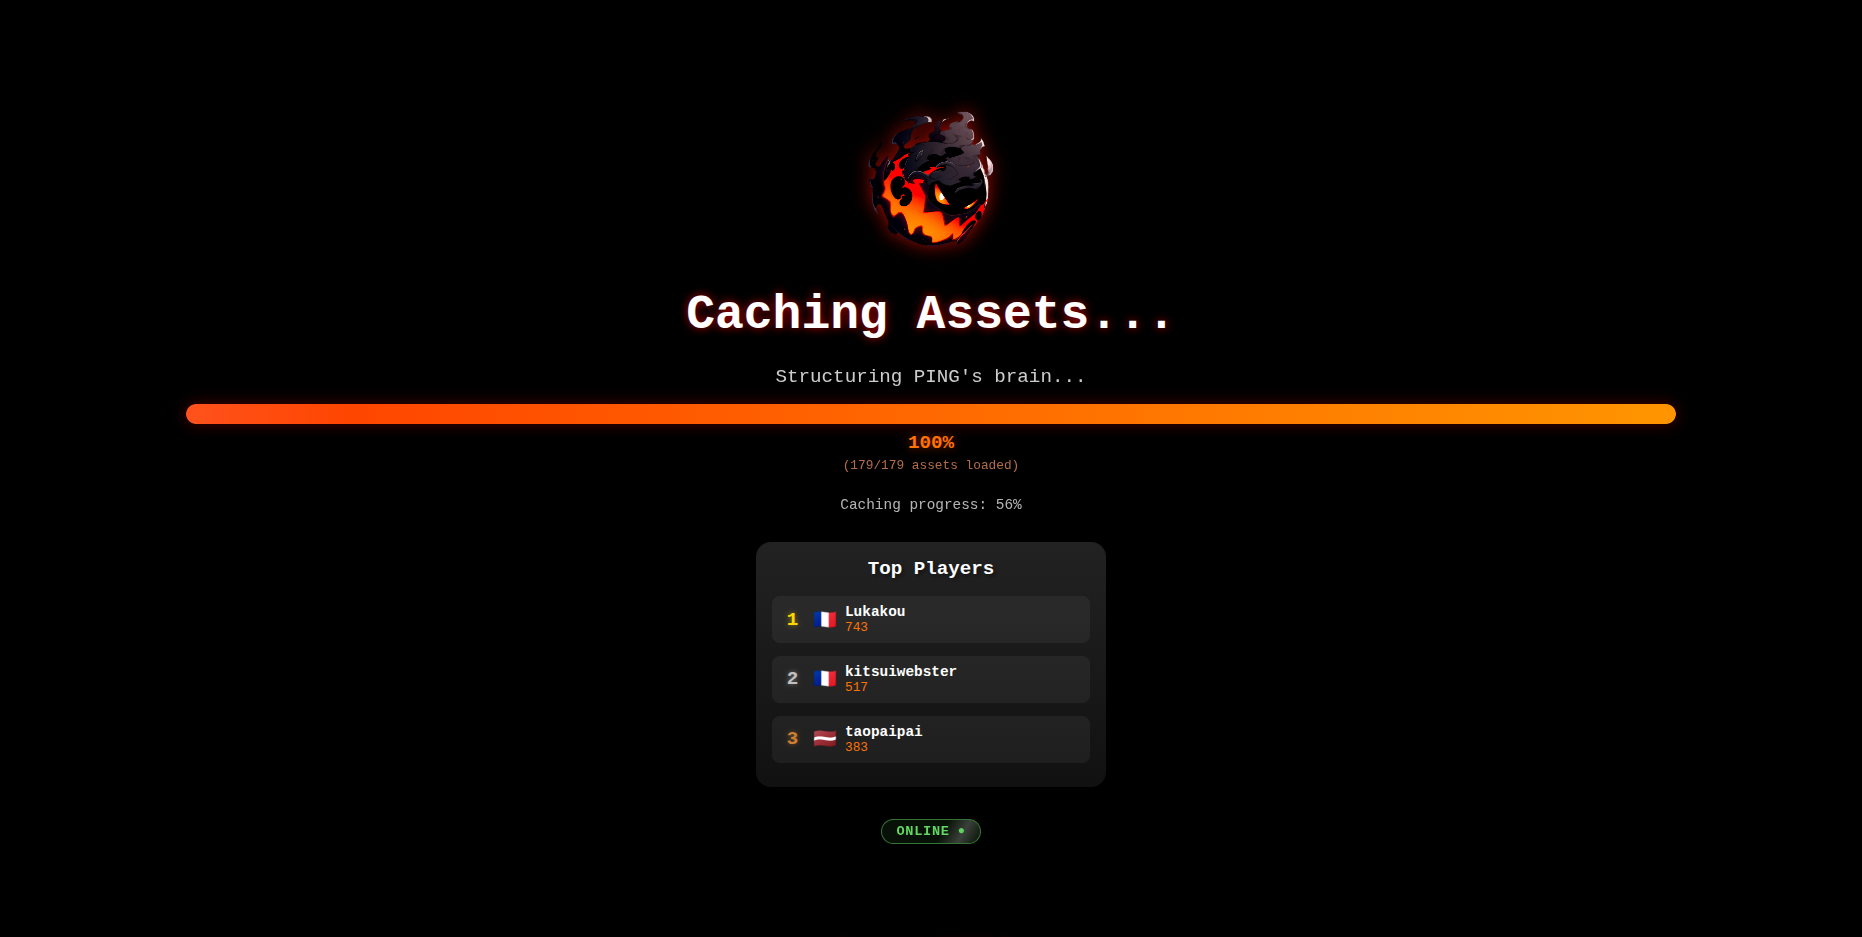 Caching Assets...
Structuring PING's brain...
100%
(179/179 assets loaded)
Caching progress: 56%
Top Players
1
Lukakou
743
2
kitsuiwebster
517
3
taopaipai
383
ONLINE